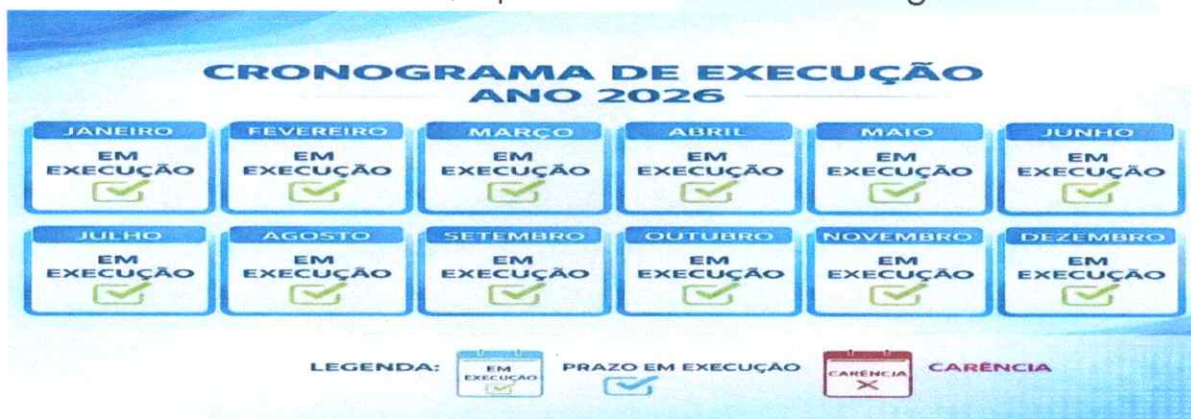 CRONOGRAMA DE EXECUÇÃO
ANO 2026
JANEIRO FEVEREIRO MARÇO ABRIL MAIO JUNHO
EM EM EM EM EM EM
EXECUÇÃO EXECUÇÃO EXECUÇÃO EXECUÇÃO EXECUÇÃO EXECUÇÃO
JULHO AGOSTO SETEMBRO OUTUBRO NOVEMBRO DEZEMBRO
EM EM EM EM EM EM
EXECUÇÃO EXECUÇÃO EXECUÇÃO EXECUÇÃO EXECUÇÃO EXECUÇÃO
LEGENDA: EM EXECUÇÃO PRAZO EM EXECUÇÃO CARÊNCIA CARÊNCIA